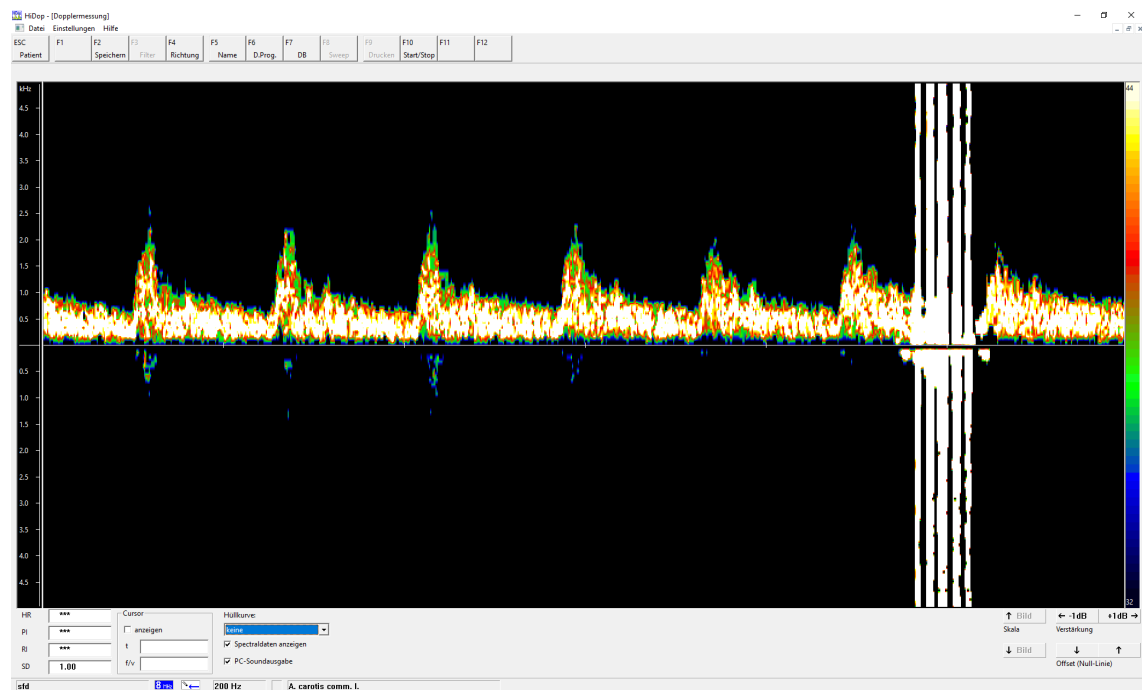 HiDop - [Dopplermessung]
Datei Einstellungen Hilfe
ESC F1 F2 F3 F4 F5 F6 F7 F8 F9 F10 F11 F12
Patient Speichern Filter Richtung Name D.Prog. DB Sweep Drucken Start/Stop
kHz 44
4.5
4.0
3.5
3.0
2.5
2.0
1.5
1.0
0.5
0.5
1.0
1.5
2.0
2.5
3.0
3.5
4.0
4.5
32
HR *** Cursor Hüllkurve: ↑ Bild ← -1dB +1dB →
PI *** anzeigen keine Skala Verstärkung
RI *** t Spectraldaten anzeigen ↓ Bild ↓ ↑
SD 1.00 f/v PC-Soundausgabe Offset (Null-Linie)
sfd 8 MHz 200 Hz A. carotis comm. l.